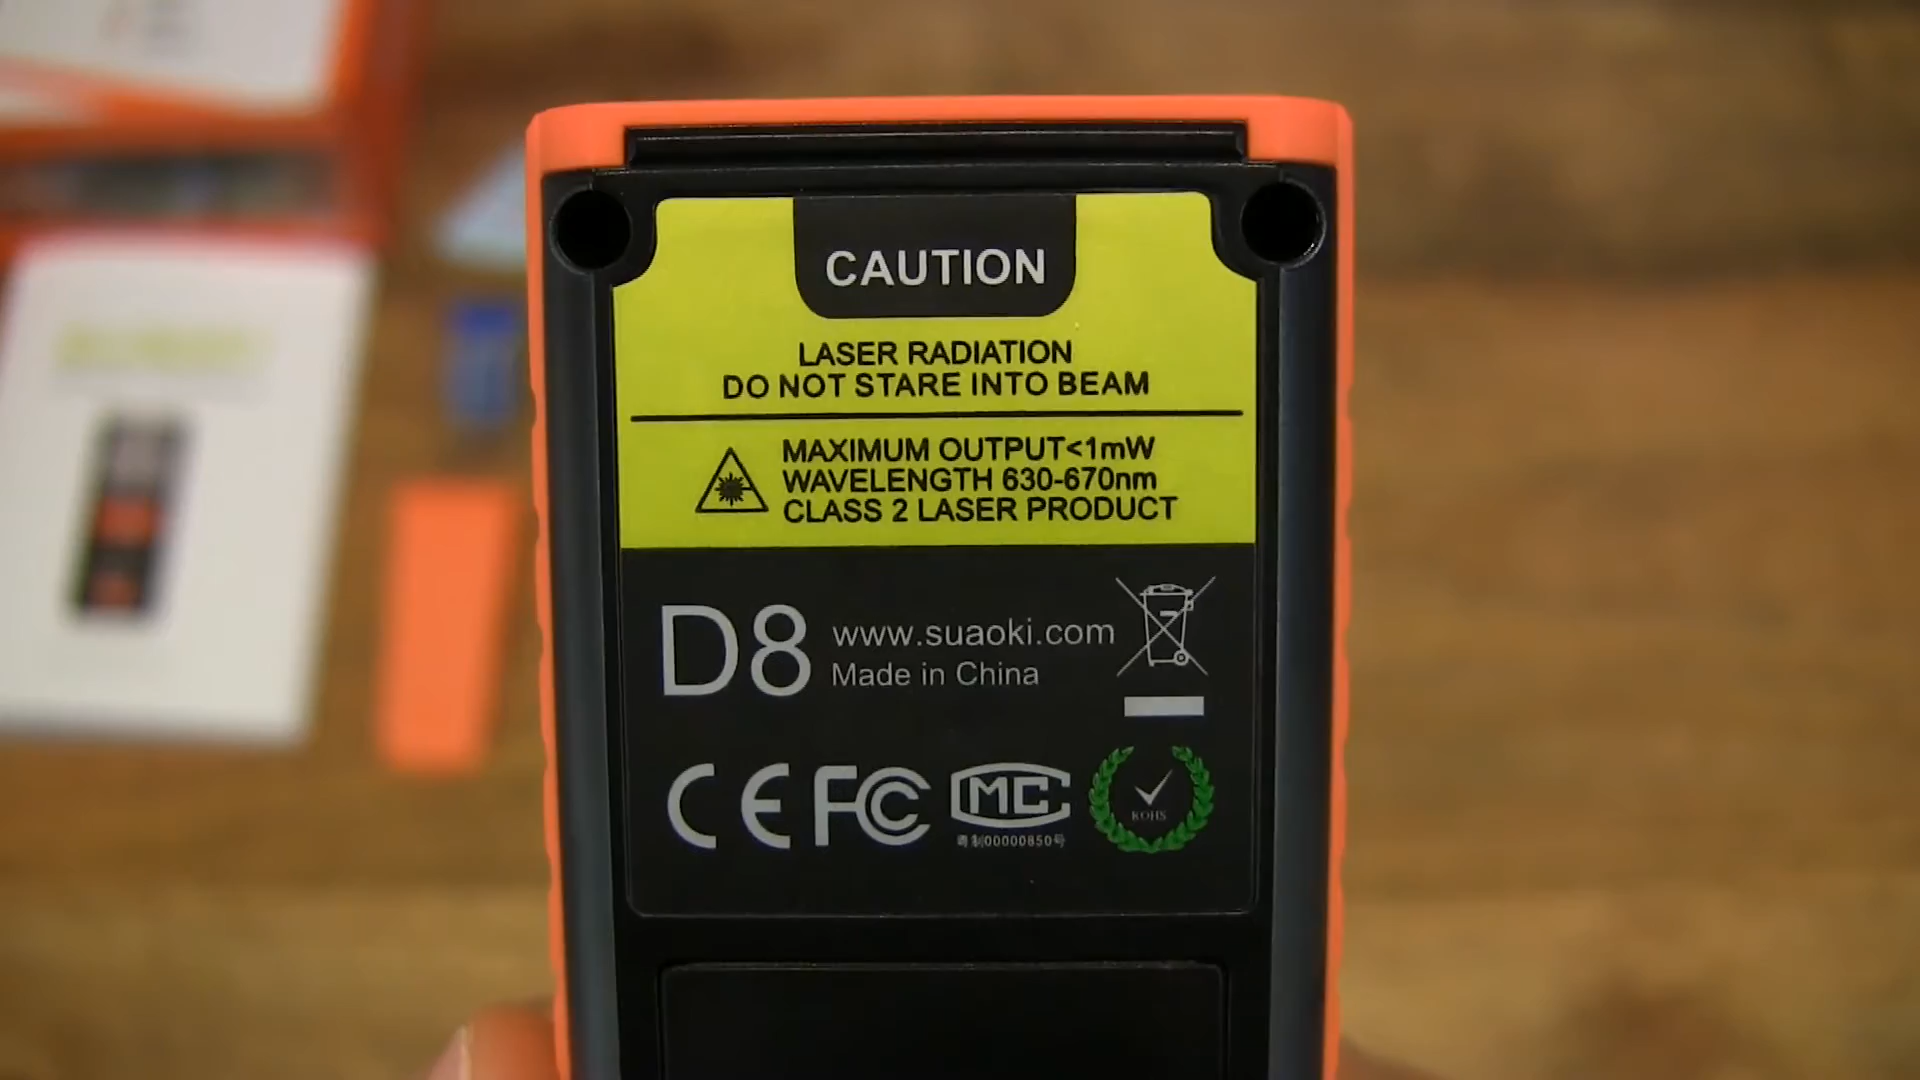 CAUTION
LASER RADIATION
DO NOT STARE INTO BEAM
MAXIMUM OUTPUT<1mW
WAVELENGTH 630-670nm
CLASS 2 LASER PRODUCT
D8
www.suaoki.com
Made in China
CE FC MC
粤制00000850号
ROHS